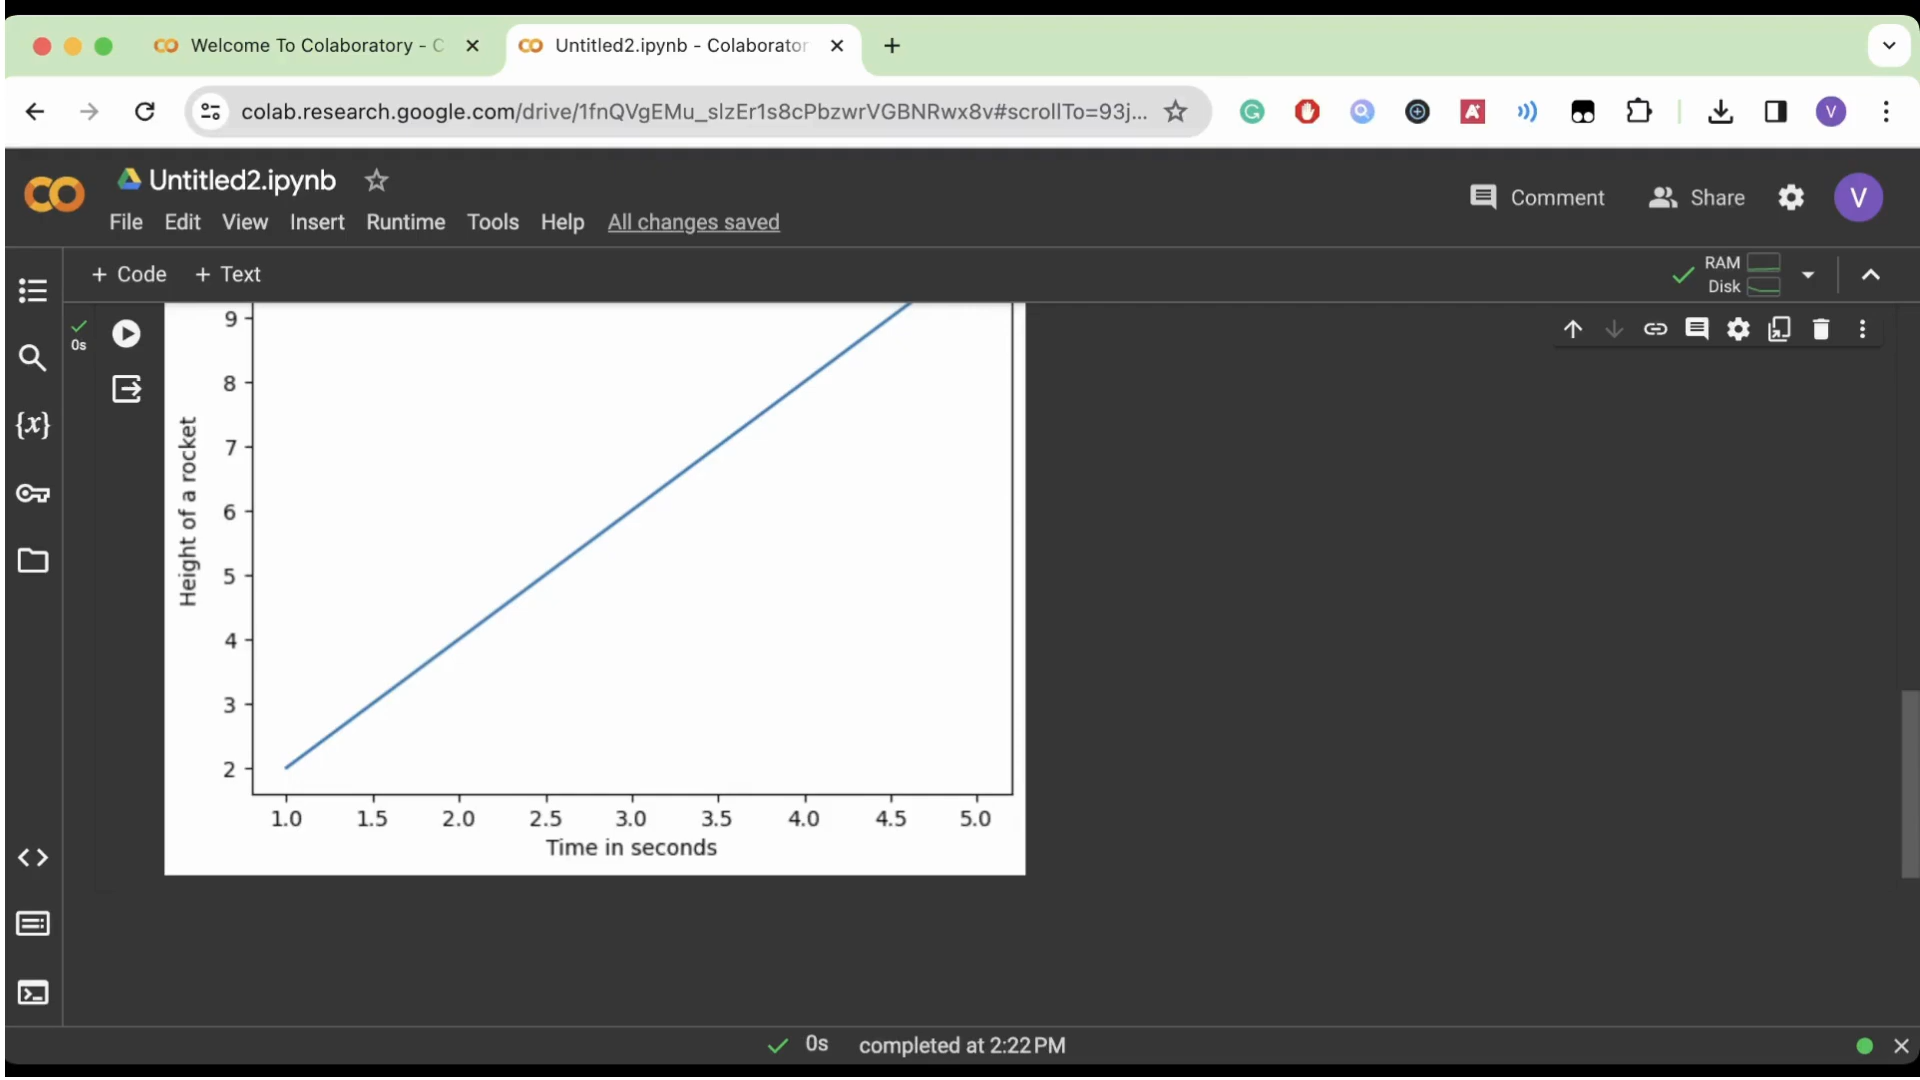 Welcome To Colaboratory - C
Untitled2.ipynb - Colaborator
colab.research.google.com/drive/1fnQVgEMu_slzEr1s8cPbzwrVGBNRwx8v#scrollTo=93j...
V
Untitled2.ipynb
File Edit View Insert Runtime Tools Help All changes saved
Comment Share V
+ Code + Text
RAM
Disk
0s
{x}
9
8
7
6
5
4
3
2
Height of a rocket
1.0 1.5 2.0 2.5 3.0 3.5 4.0 4.5 5.0
Time in seconds
0s completed at 2:22 PM